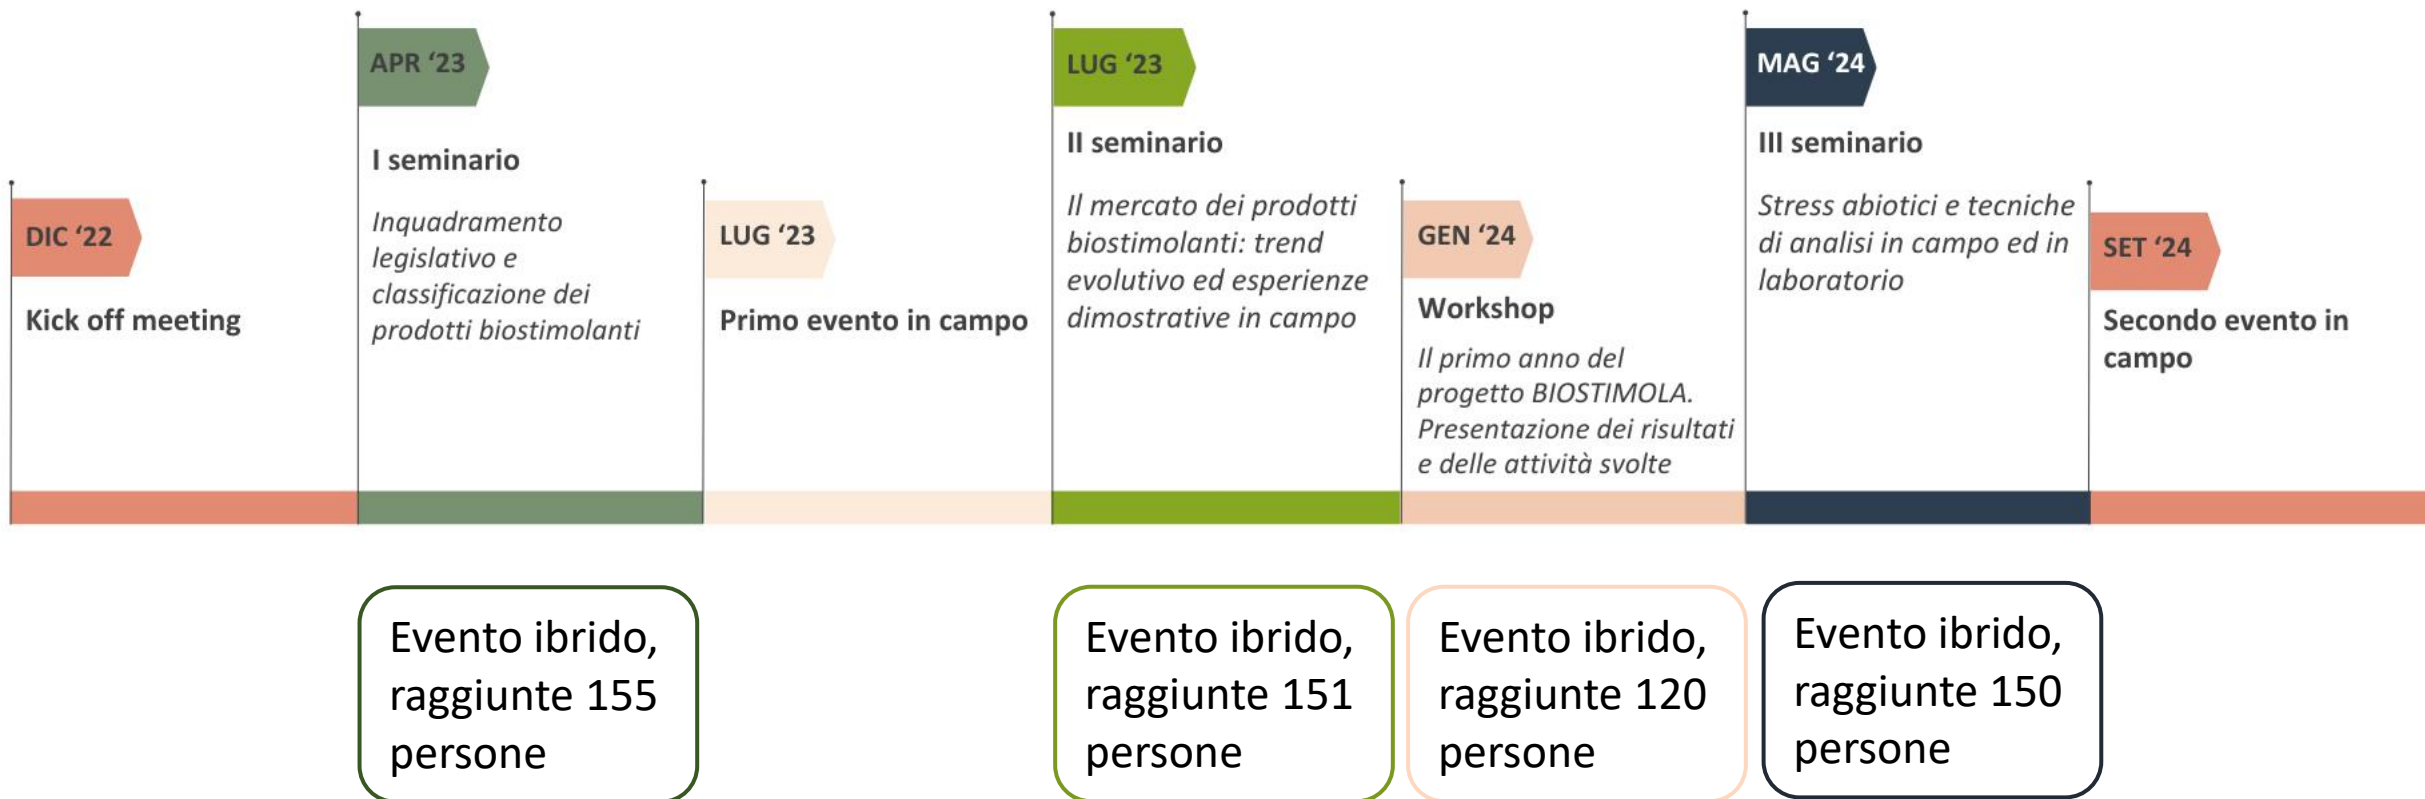 DIC ‘22
Kick off meeting
APR ‘23
I seminario
Inquadramento
legislativo e
classificazione dei
prodotti biostimolanti
LUG ‘23
Primo evento in campo
LUG ‘23
II seminario
Il mercato dei prodotti
biostimolanti: trend
evolutivo ed esperienze
dimostrative in campo
GEN ‘24
Workshop
Il primo anno del
progetto BIOSTIMOLA.
Presentazione dei risultati
e delle attività svolte
MAG ‘24
III seminario
Stress abiotici e tecniche
di analisi in campo ed in
laboratorio
SET ‘24
Secondo evento in
campo
Evento ibrido,
raggiunte 155
persone
Evento ibrido,
raggiunte 151
persone
Evento ibrido,
raggiunte 120
persone
Evento ibrido,
raggiunte 150
persone